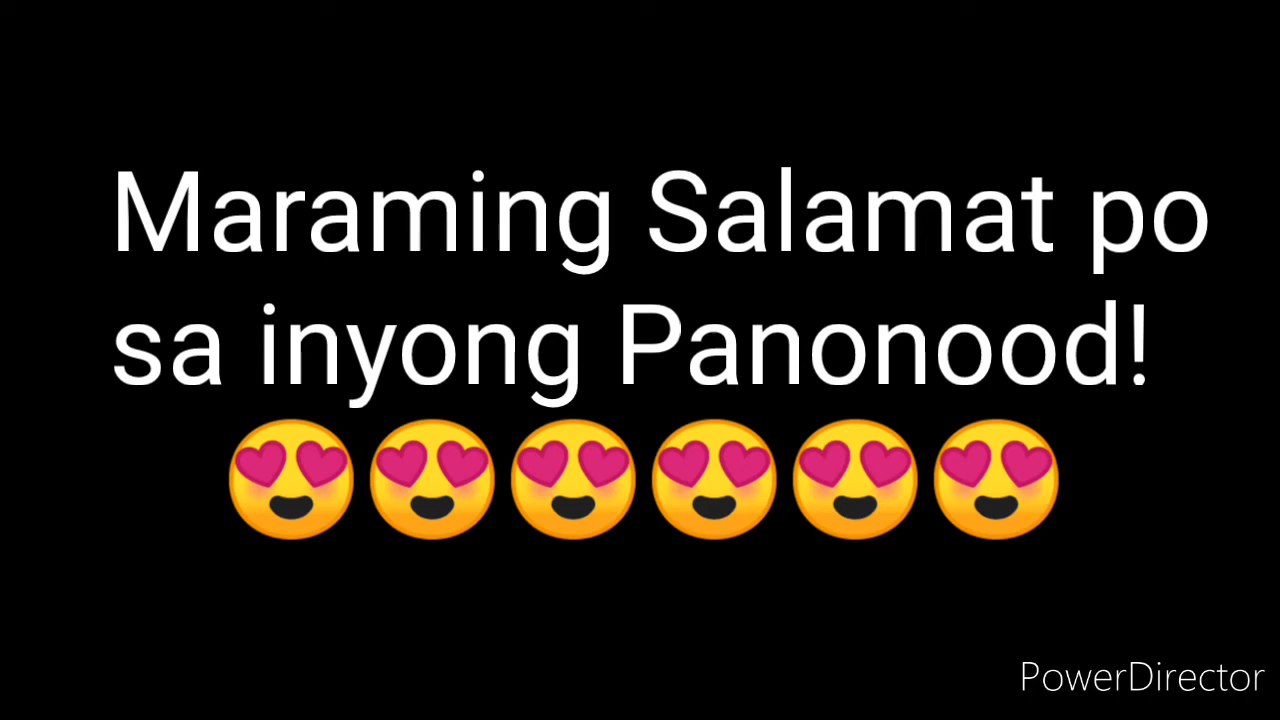 Maraming Salamat po
sa inyong Panonood!
😍😍😍😍😍😍
PowerDirector